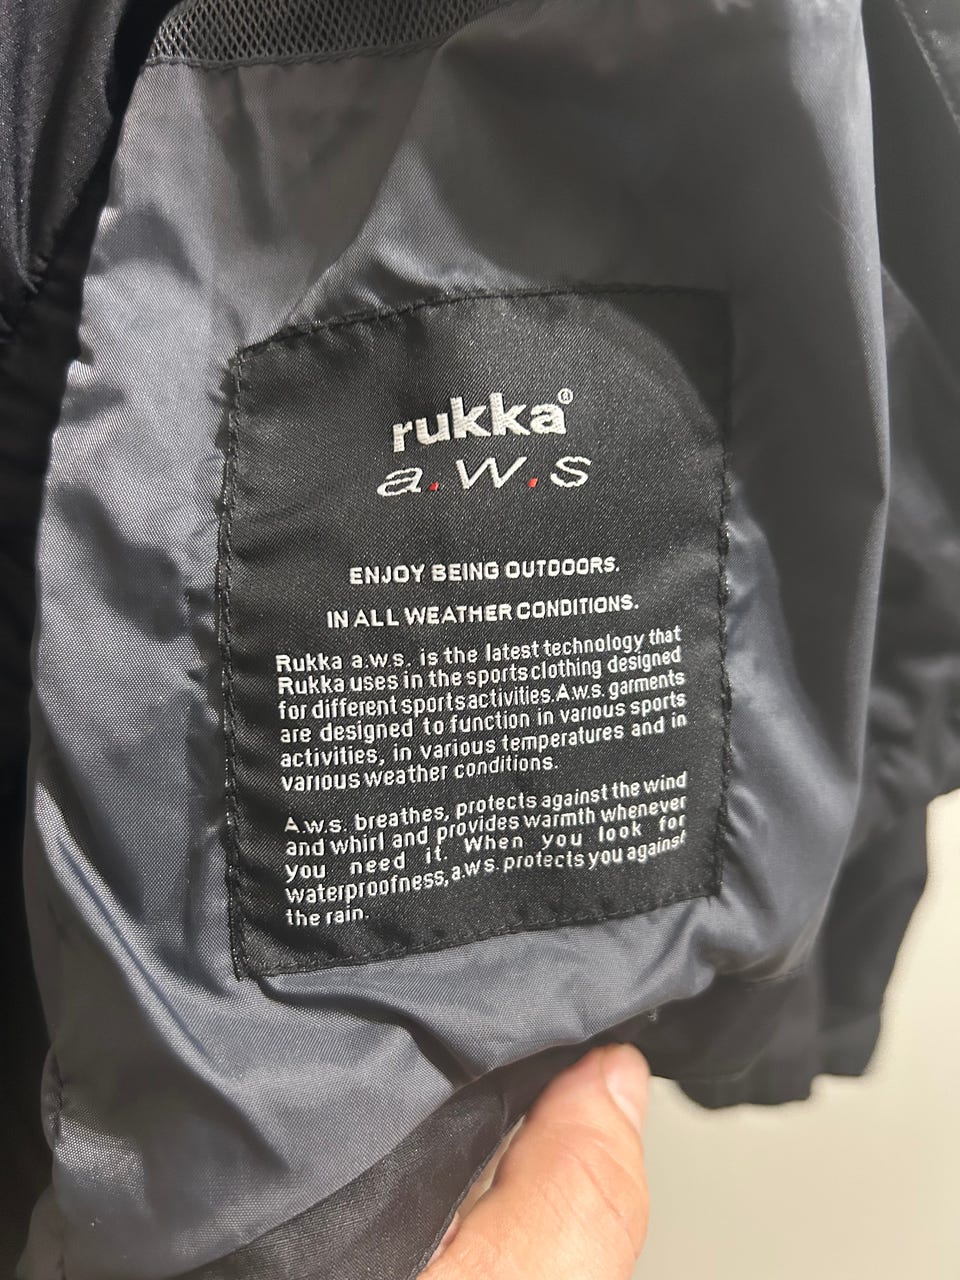 rukka®
a.w.s
ENJOY BEING OUTDOORS.
IN ALL WEATHER CONDITIONS.
Rukka a.w.s. is the latest technology that
Rukka uses in the sports clothing designed
for different sports activities. A.w.s. garments
are designed to function in various sports
activities, in various temperatures and in
various weather conditions.
A.w.s. breathes, protects against the wind
and whirl and provides warmth whenever
you need it. When you look for
waterproofness, a.w.s. protects you against
the rain.